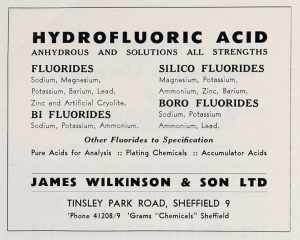 HYDROFLUORIC ACID
ANHYDROUS AND SOLUTIONS ALL STRENGTHS
FLUORIDES
Sodium, Magnesium,
Potassium, Barium, Lead,
Zinc and Artificial Cryolite,
BI FLUORIDES
Sodium, Potassium, Ammonium.
SILICO FLUORIDES
Magnesium, Potassium,
Ammonium, Zinc, Barium,
BORO FLUORIDES
Sodium, Potassium
Ammonium, Lead.
Other Fluorides to Specification
Pure Acids for Analysis :: Plating Chemicals :: Accumulator Acids
JAMES WILKINSON & SON LTD
TINSLEY PARK ROAD, SHEFFIELD 9
'Phone 41208/9 'Grams "Chemicals" Sheffield